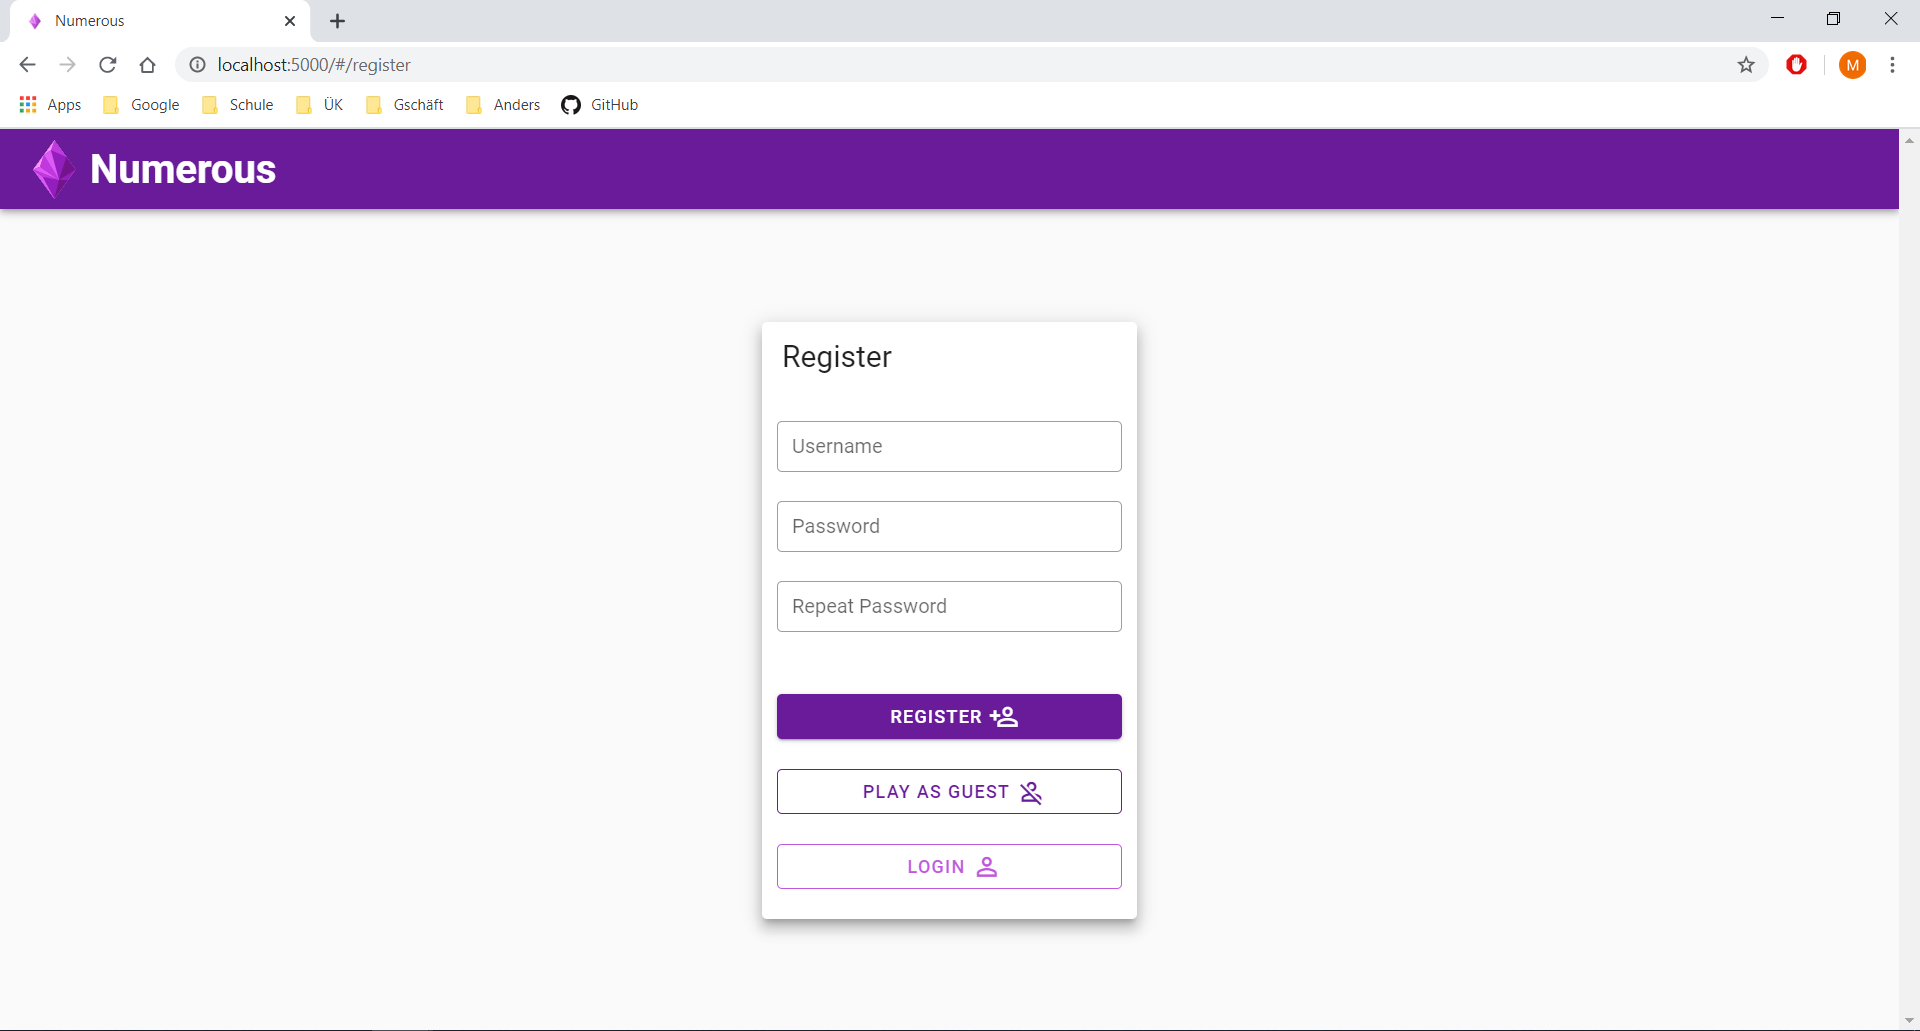 Numerous
localhost:5000/#/register
M
Apps Google Schule ÜK Gschäft Anders GitHub
Numerous
Register
Username
Password
Repeat Password
REGISTER
PLAY AS GUEST
LOGIN